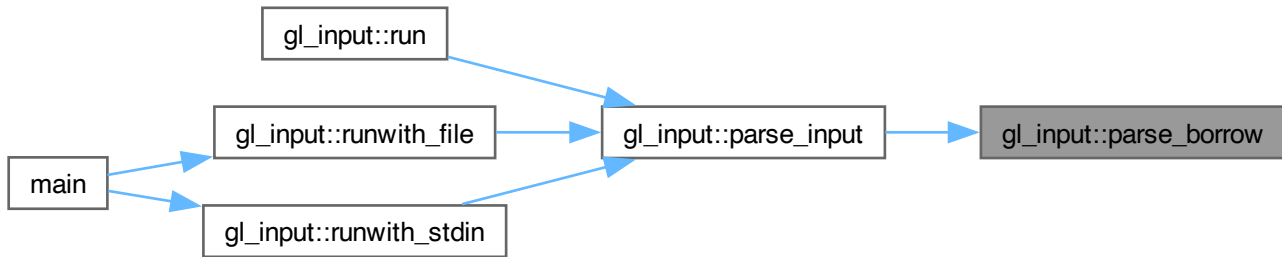 gl_input::run
gl_input::runwith_file
gl_input::parse_input
gl_input::parse_borrow
main
gl_input::runwith_stdin